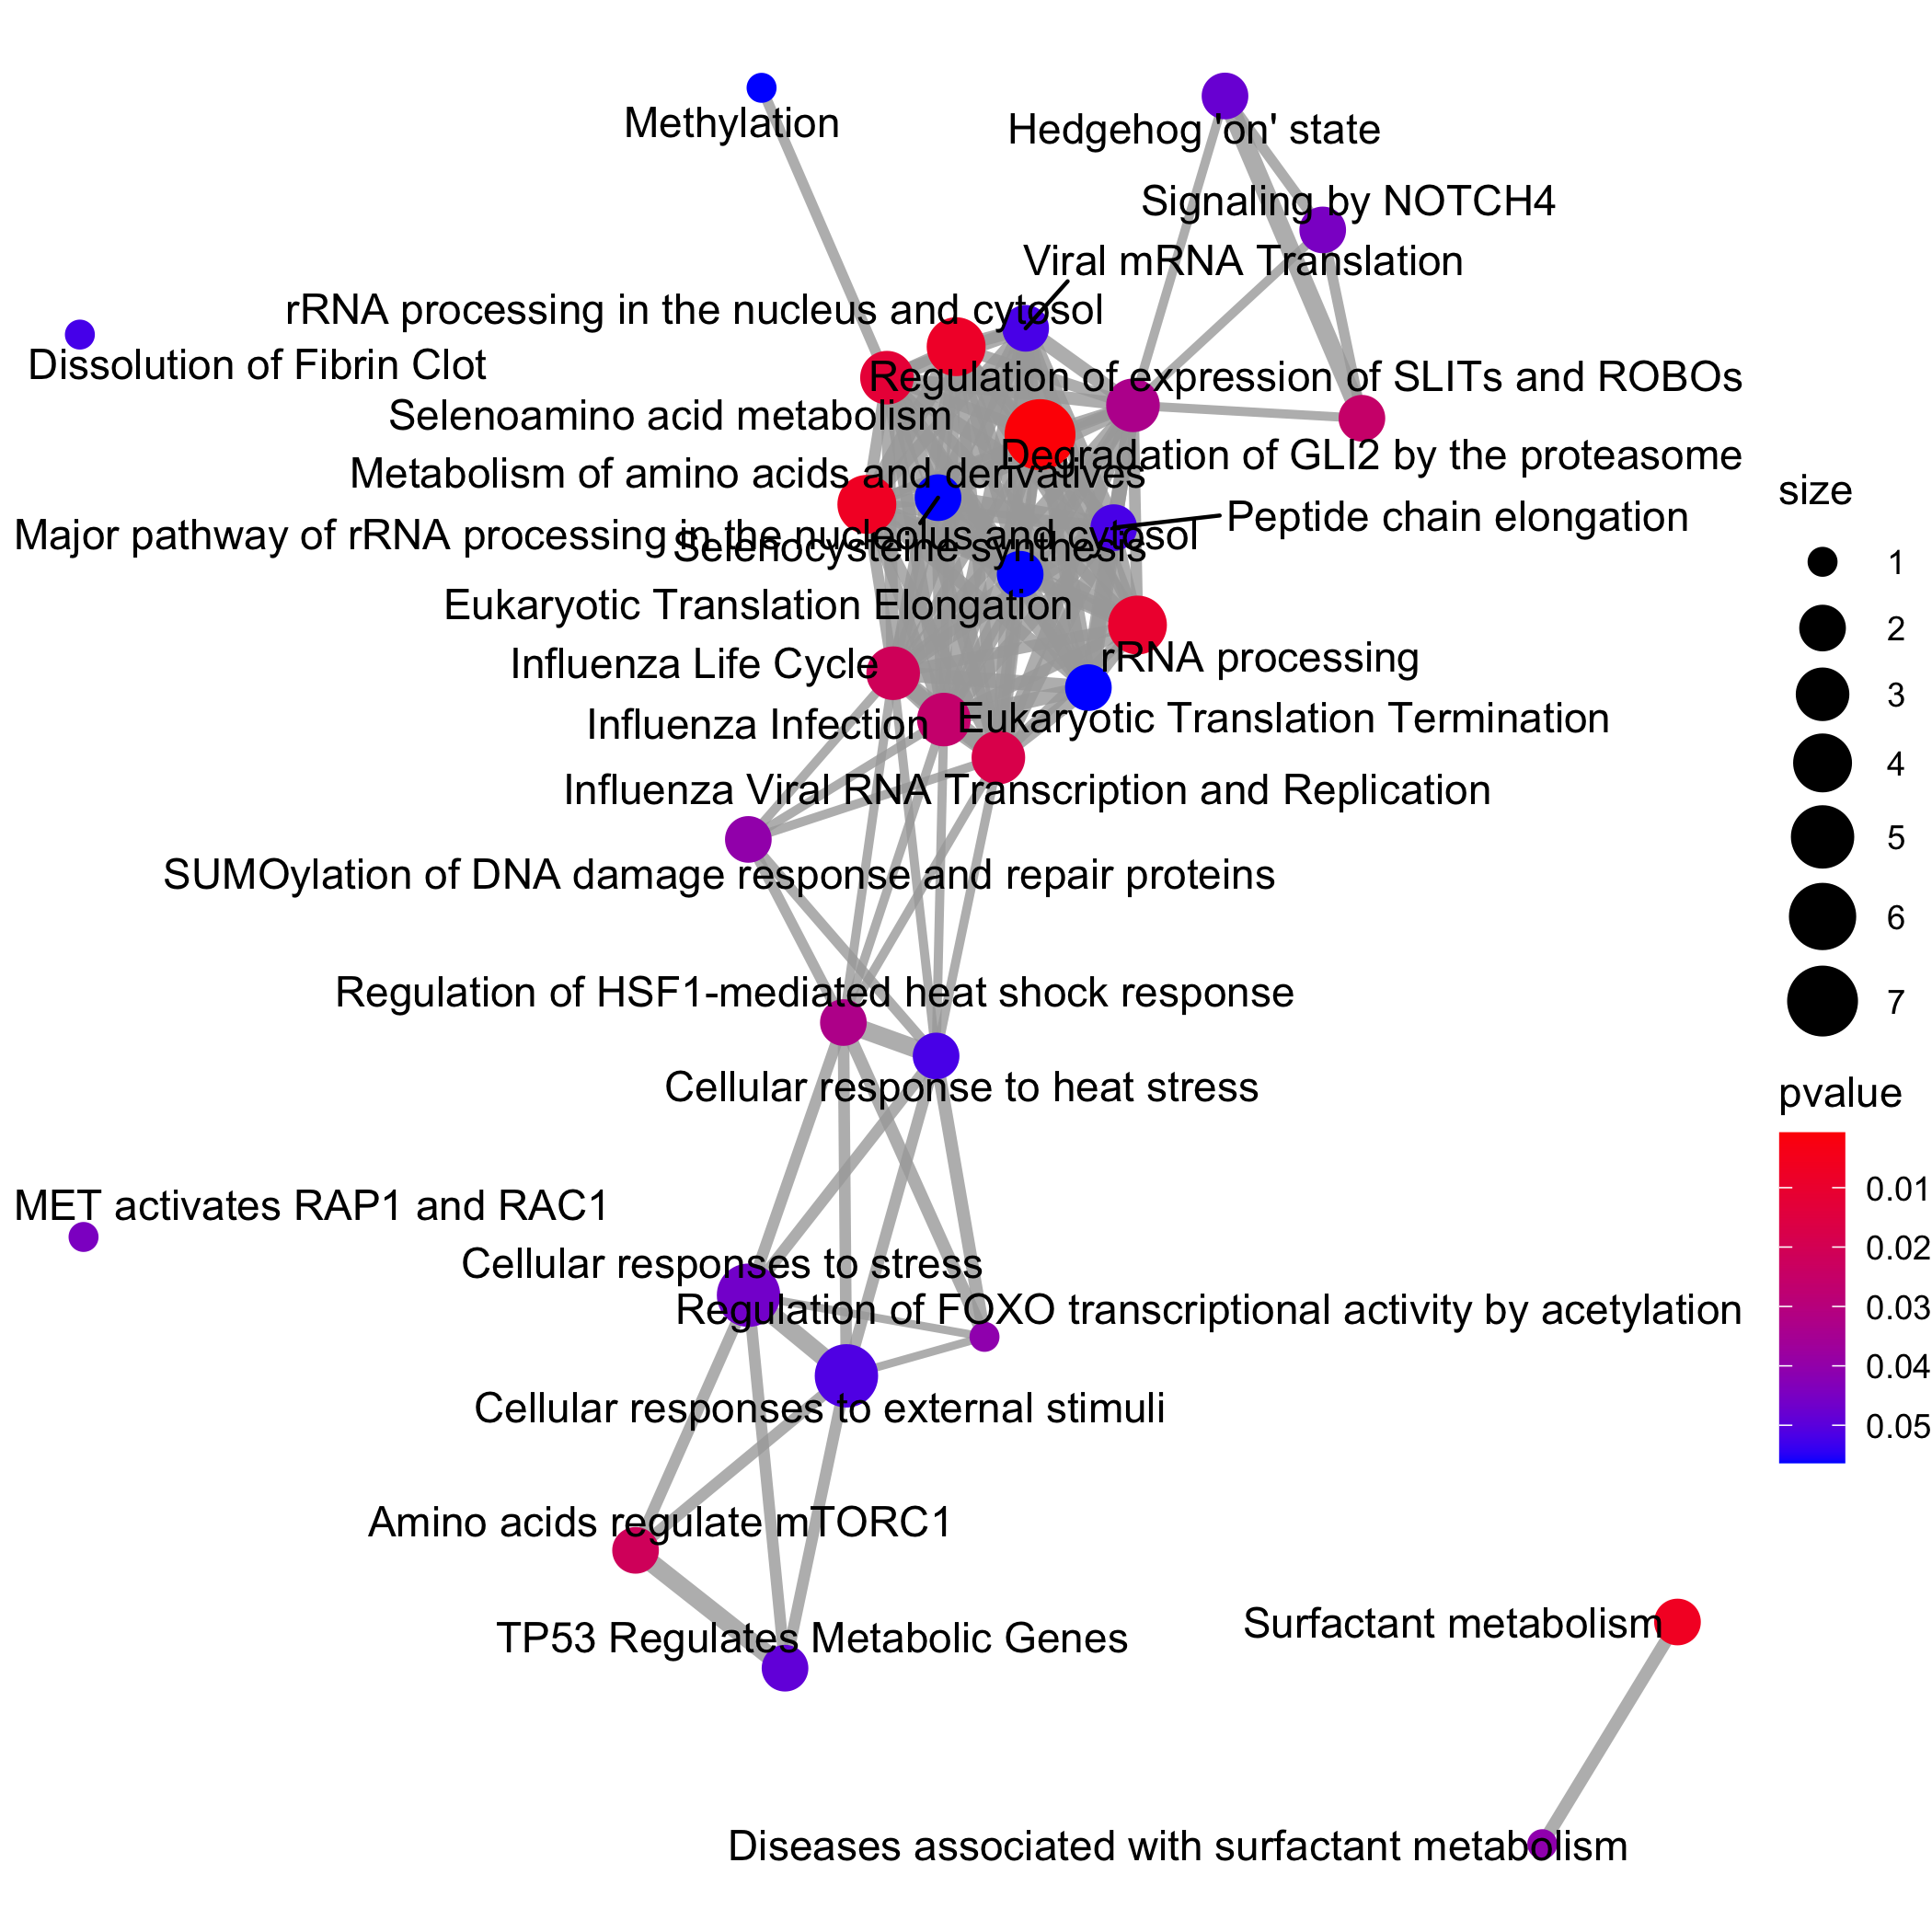 Methylation
Hedgehog 'on' state
Signaling by NOTCH4
Viral mRNA Translation
rRNA processing in the nucleus and cytosol
Dissolution of Fibrin Clot
Regulation of expression of SLITs and ROBOs
Selenoamino acid metabolism
Degradation of GLI2 by the proteasome
Metabolism of amino acids and derivatives
Peptide chain elongation
Major pathway of rRNA processing in the nucleolus and cytosol
Selenocysteine synthesis
Eukaryotic Translation Elongation
Influenza Life Cycle
rRNA processing
Influenza Infection
Eukaryotic Translation Termination
Influenza Viral RNA Transcription and Replication
SUMOylation of DNA damage response and repair proteins
Regulation of HSF1-mediated heat shock response
Cellular response to heat stress
MET activates RAP1 and RAC1
Cellular responses to stress
Regulation of FOXO transcriptional activity by acetylation
Cellular responses to external stimuli
Amino acids regulate mTORC1
TP53 Regulates Metabolic Genes
Surfactant metabolism
Diseases associated with surfactant metabolism
size
1
2
3
4
5
6
7
pvalue
0.01
0.02
0.03
0.04
0.05